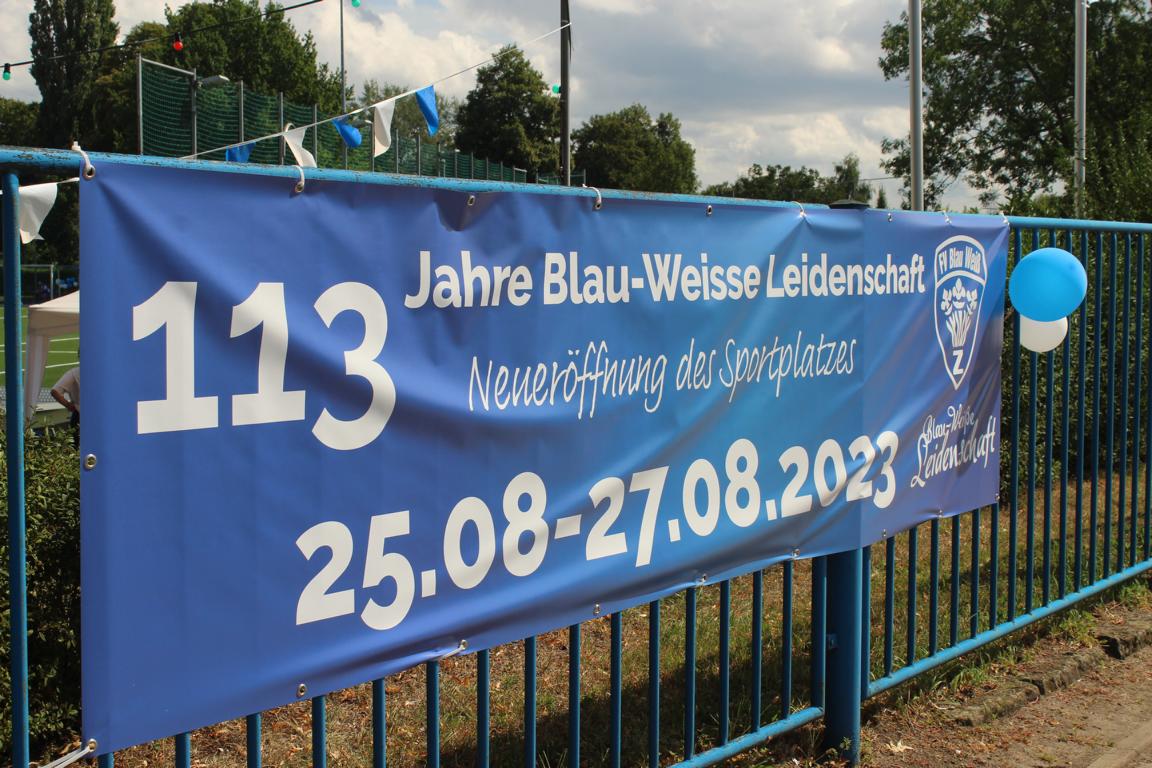 113 Jahre Blau-Weisse Leidenschaft
Neueröffnung des Sportplatzes
25.08-27.08.2023
FV Blau Weiß
Z
Blau-Weiße
Leidenschaft